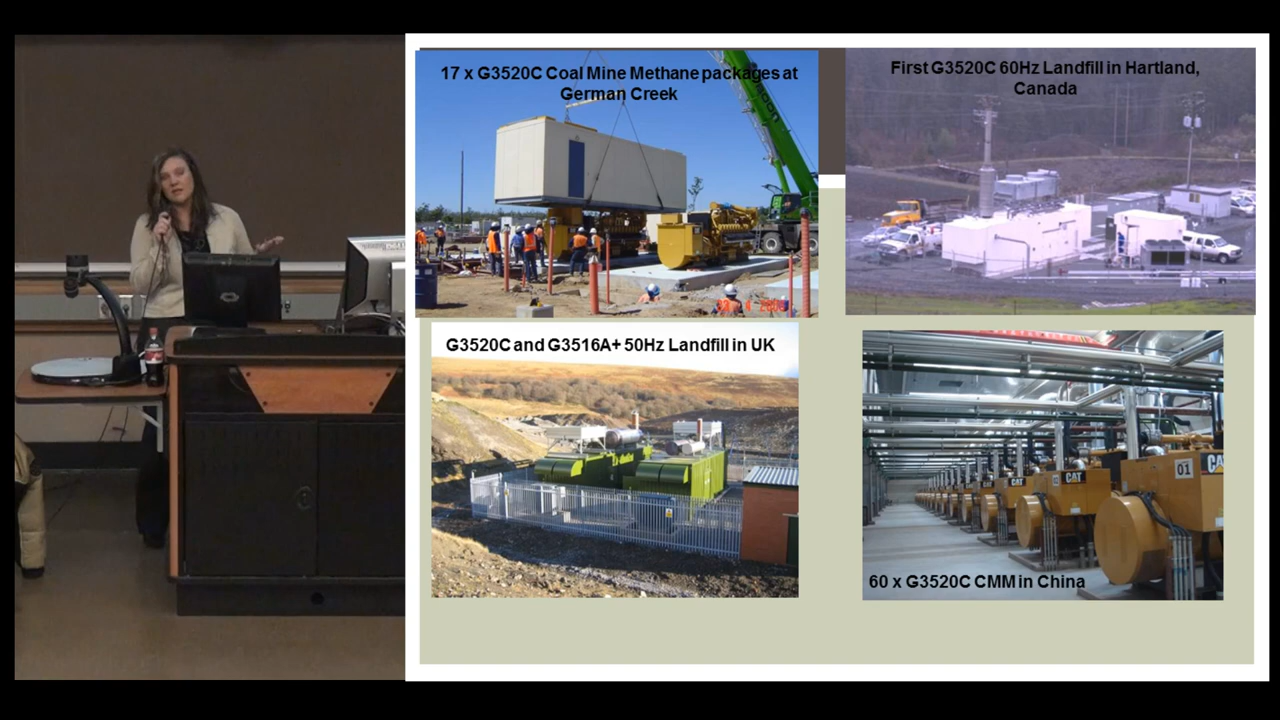 17 x G3520C Coal Mine Methane packages at
German Creek
First G3520C 60Hz Landfill in Hartland,
Canada
G3520C and G3516A+ 50Hz Landfill in UK
60 x G3520C CMM in China
01
CAT
CAT
DELL